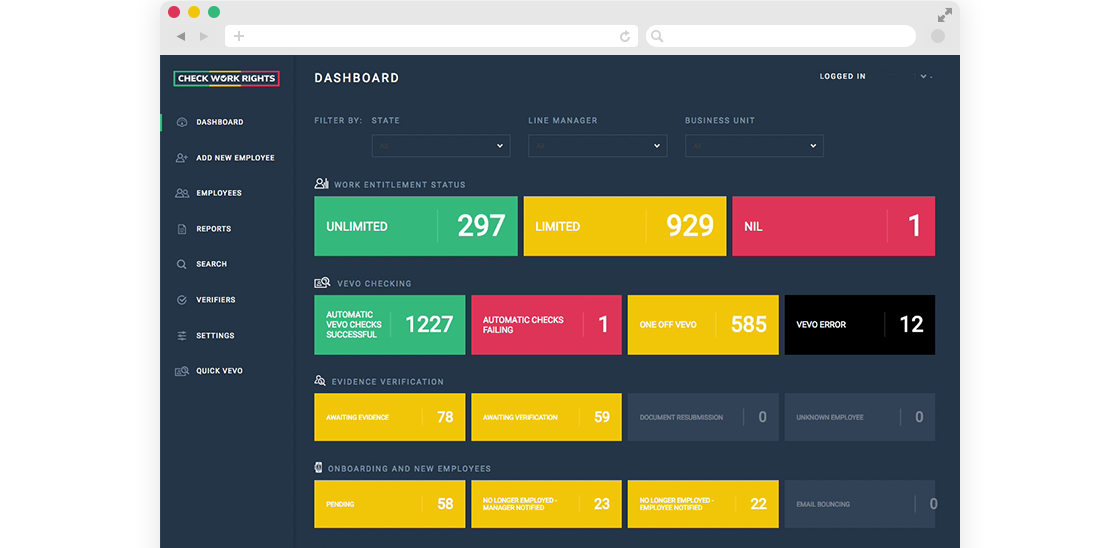 CHECK WORK RIGHTS
DASHBOARD
LOGGED IN
DASHBOARD
ADD NEW EMPLOYEE
EMPLOYEES
REPORTS
SEARCH
VERIFIERS
SETTINGS
QUICK VEVO
FILTER BY: STATE LINE MANAGER BUSINESS UNIT
WORK ENTITLEMENT STATUS
UNLIMITED 297
LIMITED 929
NIL 1
VEVO CHECKING
AUTOMATIC
VEVO CHECKS
SUCCESSFUL
1227
AUTOMATIC CHECKS
FAILING
1
ONE OFF VEVO 585
VEVO ERROR 12
EVIDENCE VERIFICATION
AWAITING EVIDENCE 78
AWAITING VERIFICATION 59
DOCUMENT RESUBMISSION 0
UNKNOWN EMPLOYEE 0
ONBOARDING AND NEW EMPLOYEES
PENDING 58
NO LONGER EMPLOYED -
MANAGER NOTIFIED
23
NO LONGER EMPLOYED -
EMPLOYEE NOTIFIED
22
EMAIL BOUNCING 0